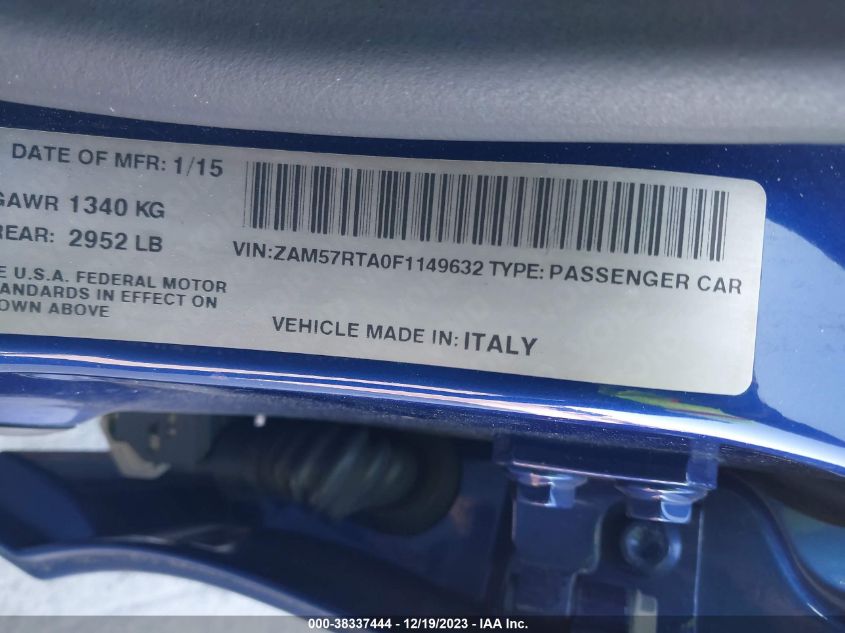 DATE OF MFR: 1/15
GAWR 1340 KG
REAR: 2952 LB
VIN:ZAM57RTA0F1149632 TYPE: PASSENGER CAR
E U.S.A. FEDERAL MOTOR
TANDARDS IN EFFECT ON
OWN ABOVE
VEHICLE MADE IN: ITALY
000-38337444 / 12/19/2023 - IAA Inc.